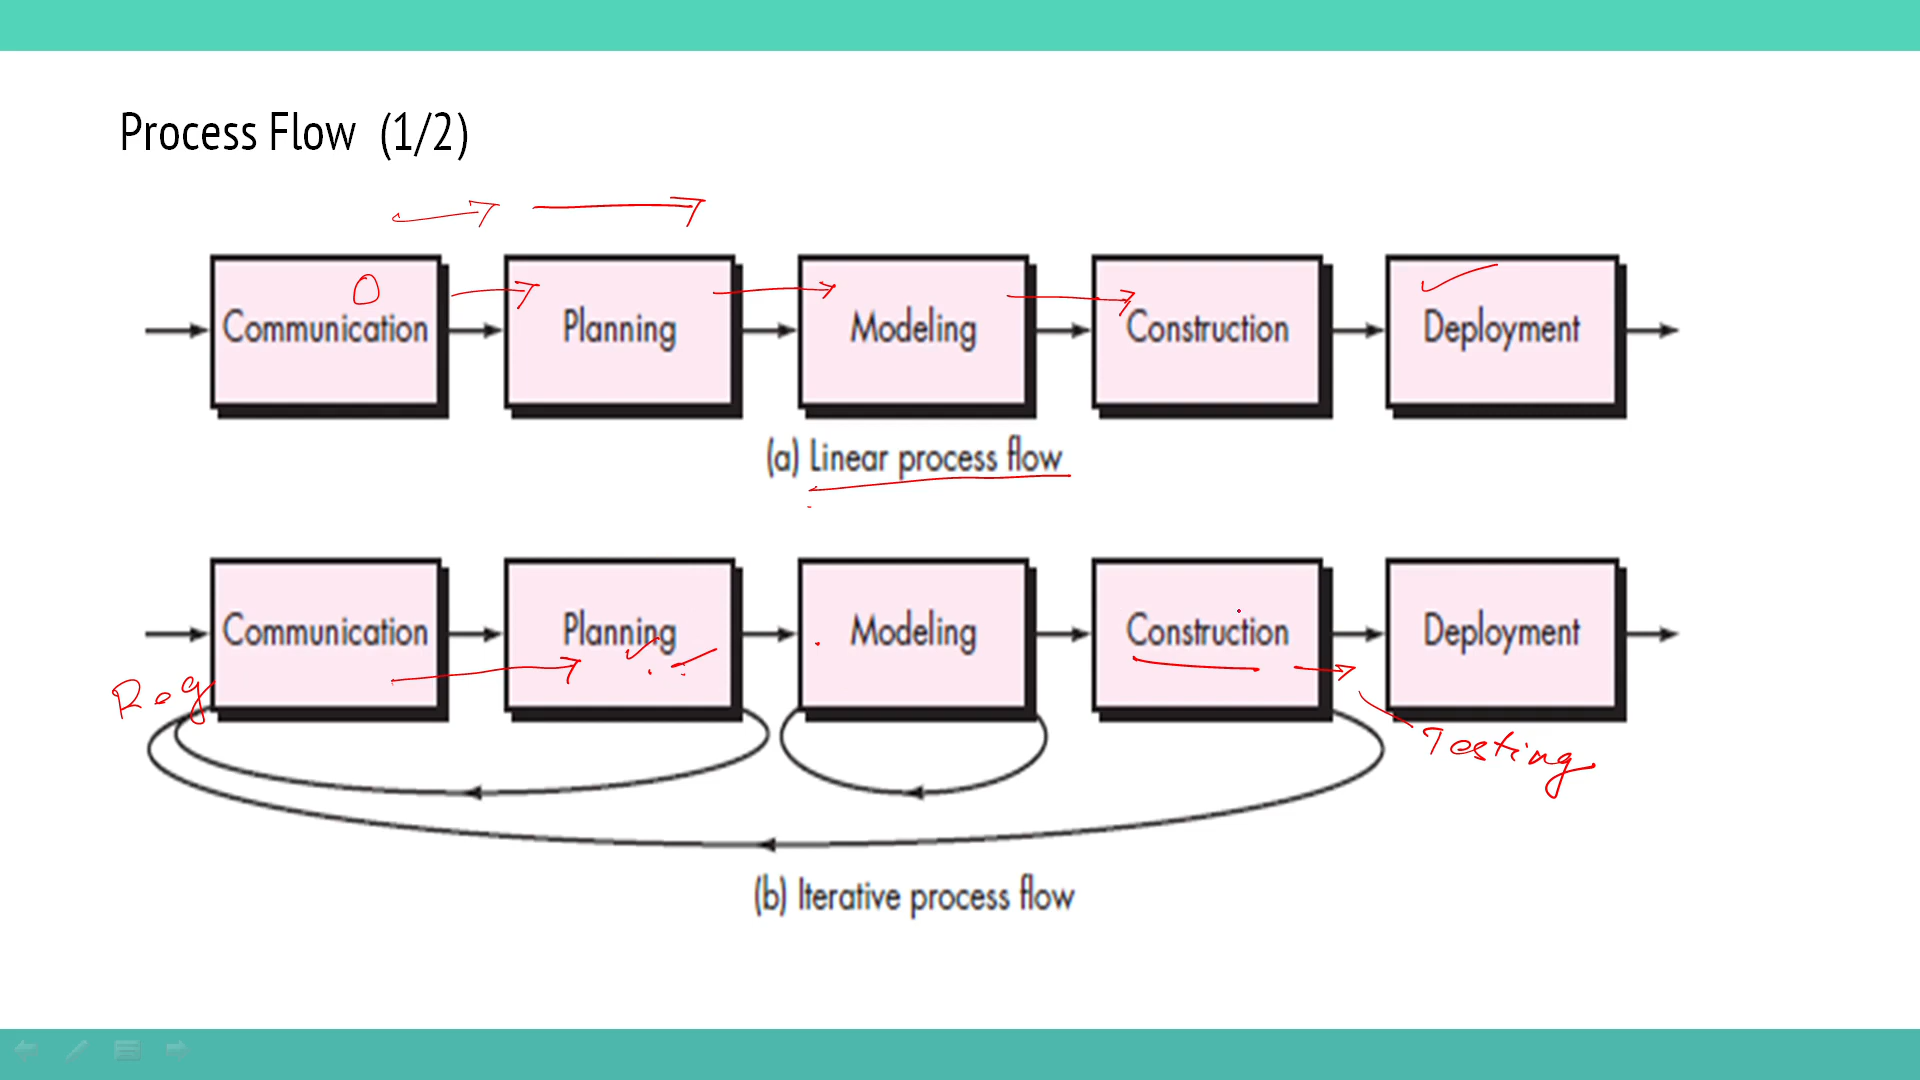 Process Flow (1/2)
Communication Planning Modeling Construction Deployment
(a) Linear process flow
Communication Planning Modeling Construction Deployment
Req
Testing
(b) Iterative process flow